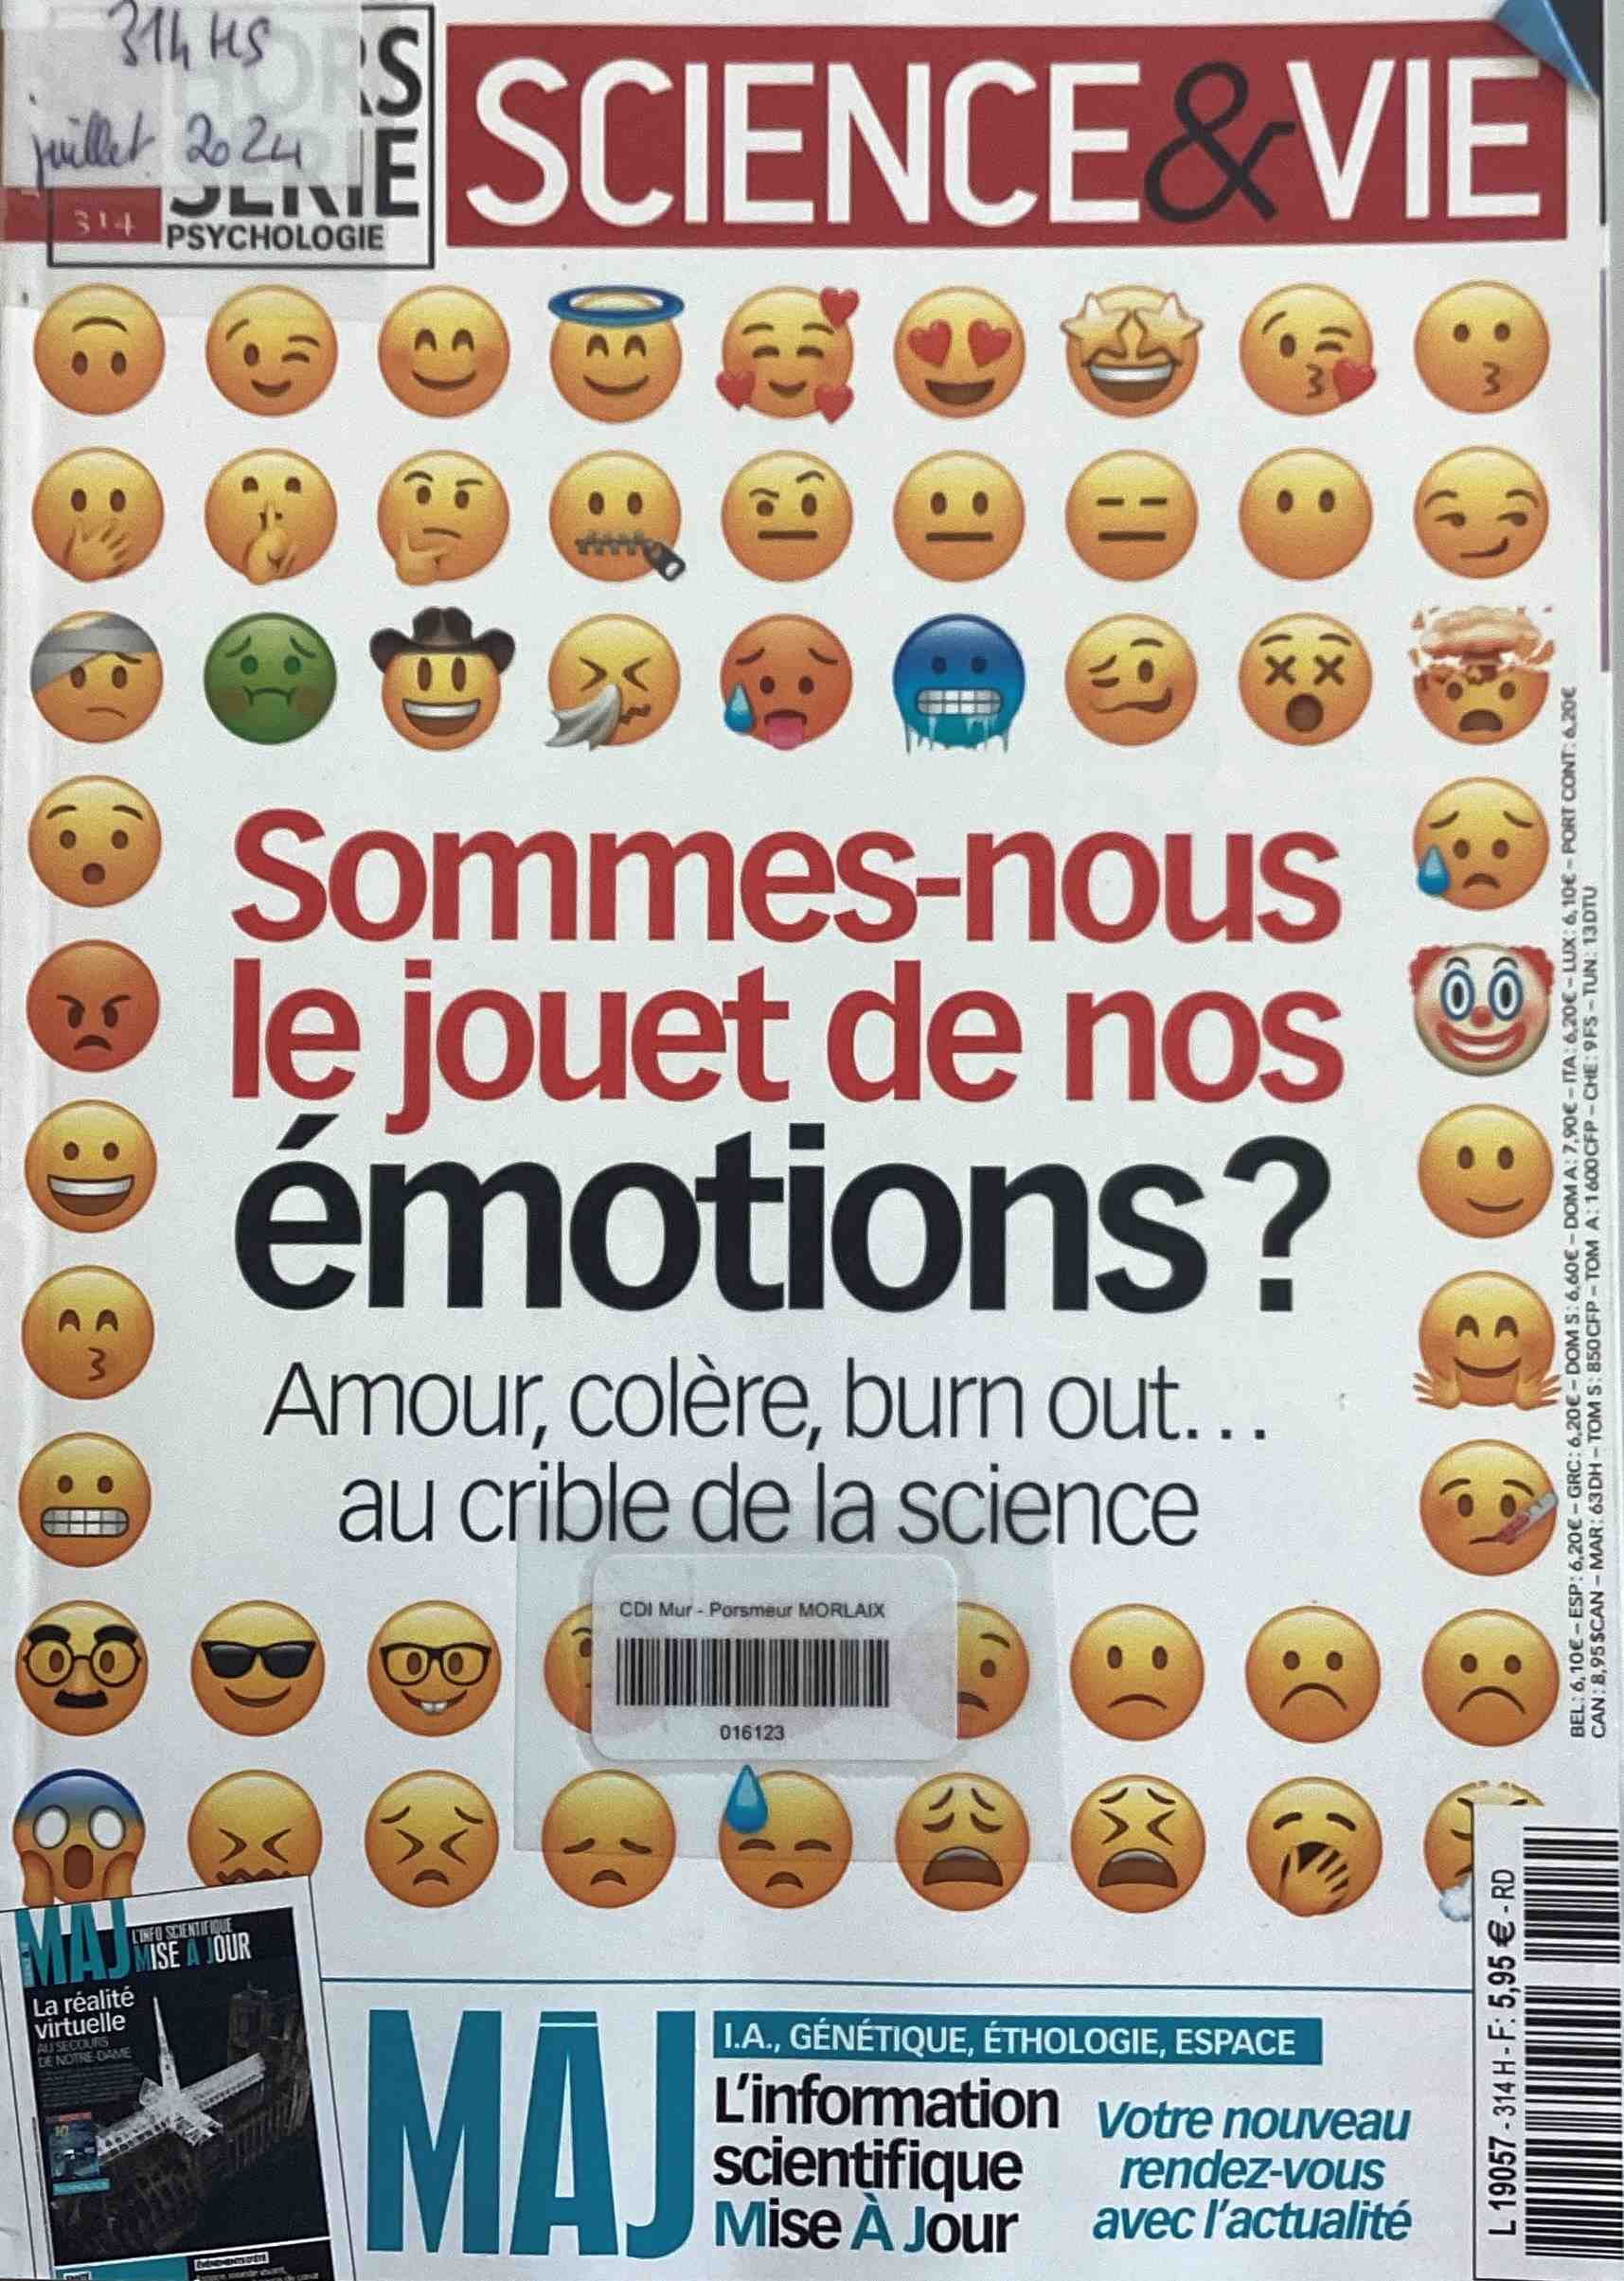 314 HS
juillet 2024
HORS
SÉRIE
314
PSYCHOLOGIE
SCIENCE&VIE
Sommes-nous
le jouet de nos
émotions?
Amour, colère, burn out...
au crible de la science
CDI Mur - Porsmeur MORLAIX
016123
BEL: 6,10€ – ESP: 6,20€ – GRC: 6,20€ – DOM S: 6,60€ – DOM A: 7,90€ – ITA: 6,20€ – LUX: 6,10€ – PORT CONT: 6,20€
CAN: 8,95$CAN – MAR: 63DH – TOM S: 850CFP – TOM A: 1600CFP – CHE: 9FS – TUN: 13DTU
MAJ
L'INFO SCIENTIFIQUE
MISE À JOUR
La réalité
virtuelle
AU SECOURS
DE NOTRE-DAME
ÉVÉNEMENTS D'ÉTÉ
MAJ
I.A., GÉNÉTIQUE, ÉTHOLOGIE, ESPACE
L'information
scientifique
Mise À Jour
Votre nouveau
rendez-vous
avec l'actualité
L 19057 - 314 H - F: 5,95 € - RD